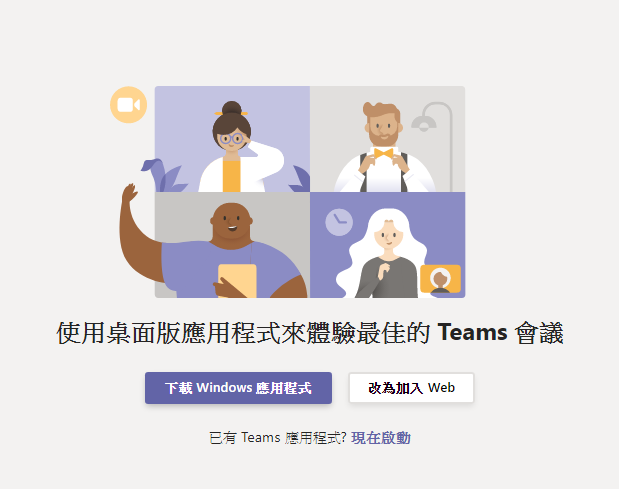 使用桌面版應用程式來體驗最佳的 Teams 會議
下載 Windows 應用程式
改為加入 Web
已有 Teams 應用程式? 現在啟動